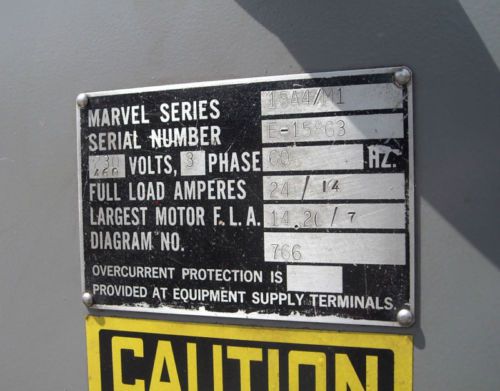 MARVEL SERIES 15A4/M1
SERIAL NUMBER E-15863
230/460 VOLTS, 3 PHASE 60 HZ.
FULL LOAD AMPERES 24 / 14
LARGEST MOTOR F.L.A. 14.20 / 7
DIAGRAM NO. 766
OVERCURRENT PROTECTION IS
PROVIDED AT EQUIPMENT SUPPLY TERMINALS.
CAUTION